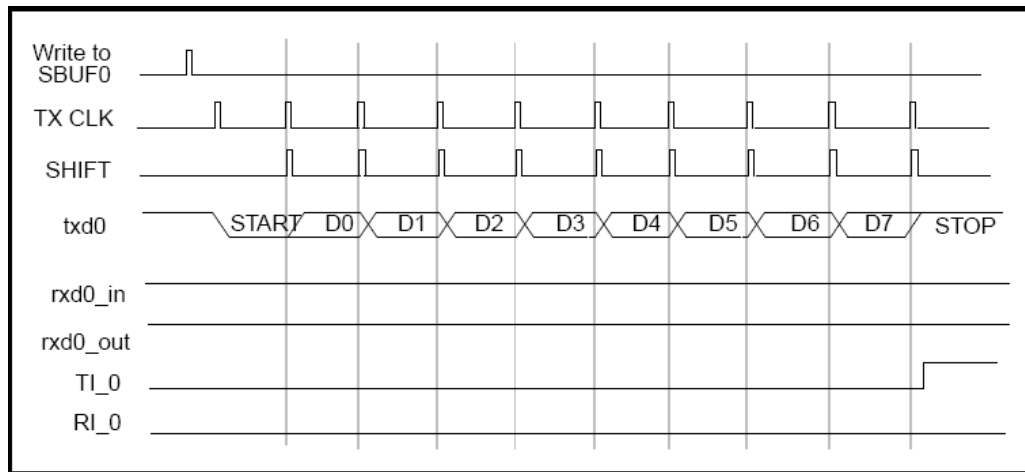 Write to
SBUF0
TX CLK
SHIFT
txd0 START D0 D1 D2 D3 D4 D5 D6 D7 STOP
rxd0_in
rxd0_out
TI_0
RI_0